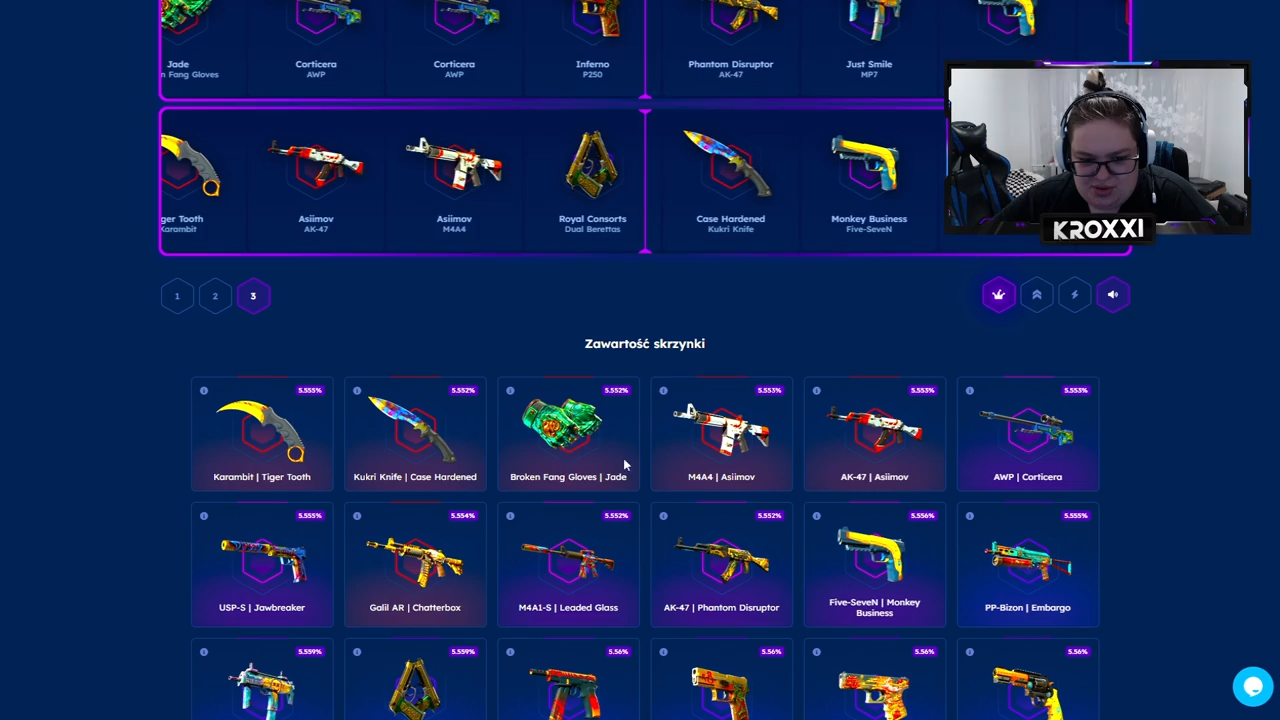 Jade
n Fang Gloves
Corticera
AWP
Corticera
AWP
Inferno
P250
Phantom Disruptor
AK-47
Just Smile
MP7
ger Tooth
Karambit
Asiimov
AK-47
Asiimov
M4A4
Royal Consorts
Dual Berettas
Case Hardened
Kukri Knife
Monkey Business
Five-SeveN
KROXXI
1
2
3
Zawartość skrzynki
5.555%
Karambit | Tiger Tooth
5.552%
Kukri Knife | Case Hardened
5.552%
Broken Fang Gloves | Jade
5.553%
M4A4 | Asiimov
5.553%
AK-47 | Asiimov
5.553%
AWP | Corticera
5.555%
USP-S | Jawbreaker
5.554%
Galil AR | Chatterbox
5.552%
M4A1-S | Leaded Glass
5.552%
AK-47 | Phantom Disruptor
5.556%
Five-SeveN | Monkey
Business
5.555%
PP-Bizon | Embargo
5.559%
5.559%
5.56%
5.56%
5.56%
5.56%